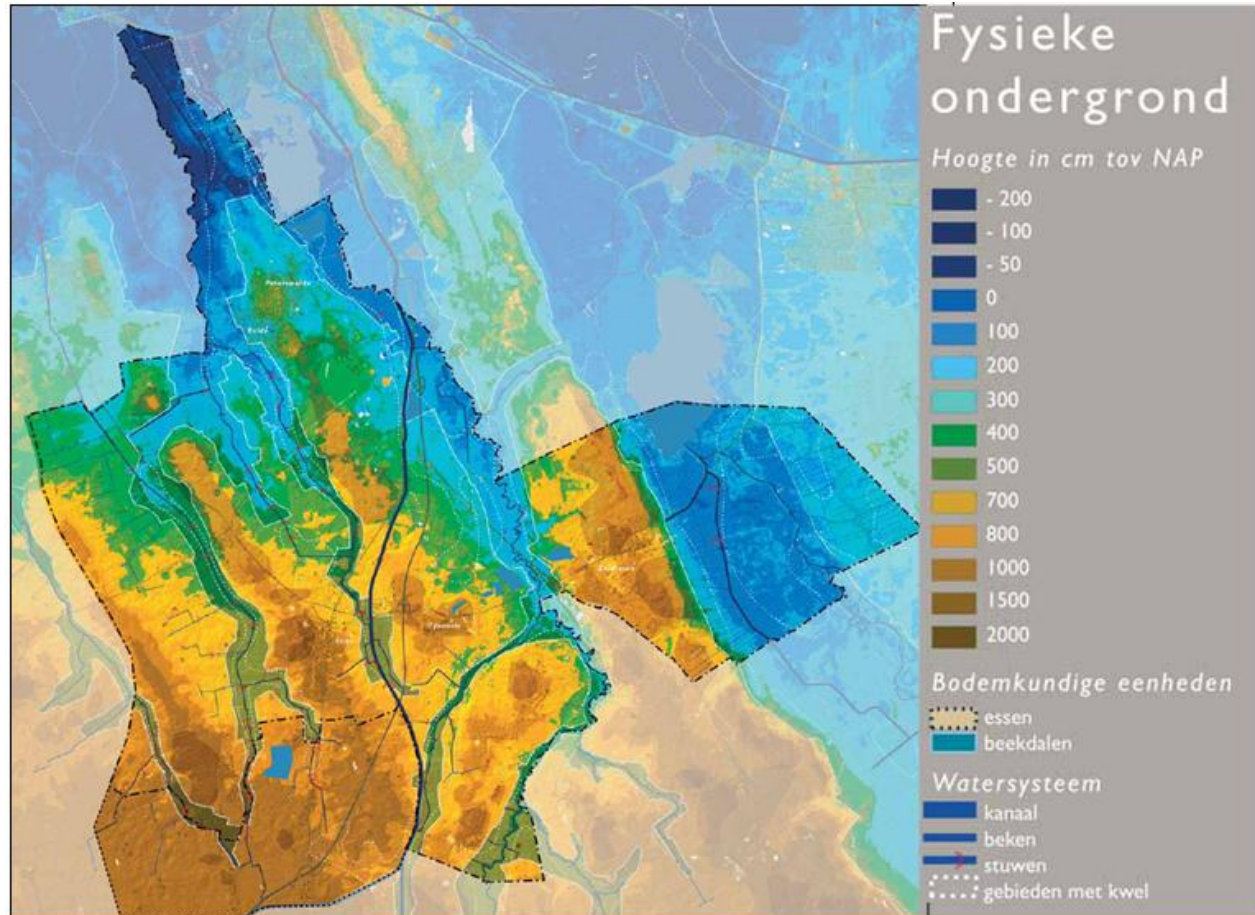 Fysieke
ondergrond
Hoogte in cm tov NAP
- 200
- 100
- 50
0
100
200
300
400
500
700
800
1000
1500
2000
Bodemkundige eenheden
essen
beekdalen
Watersysteem
kanaal
beken
stuwen
gebieden met kwel